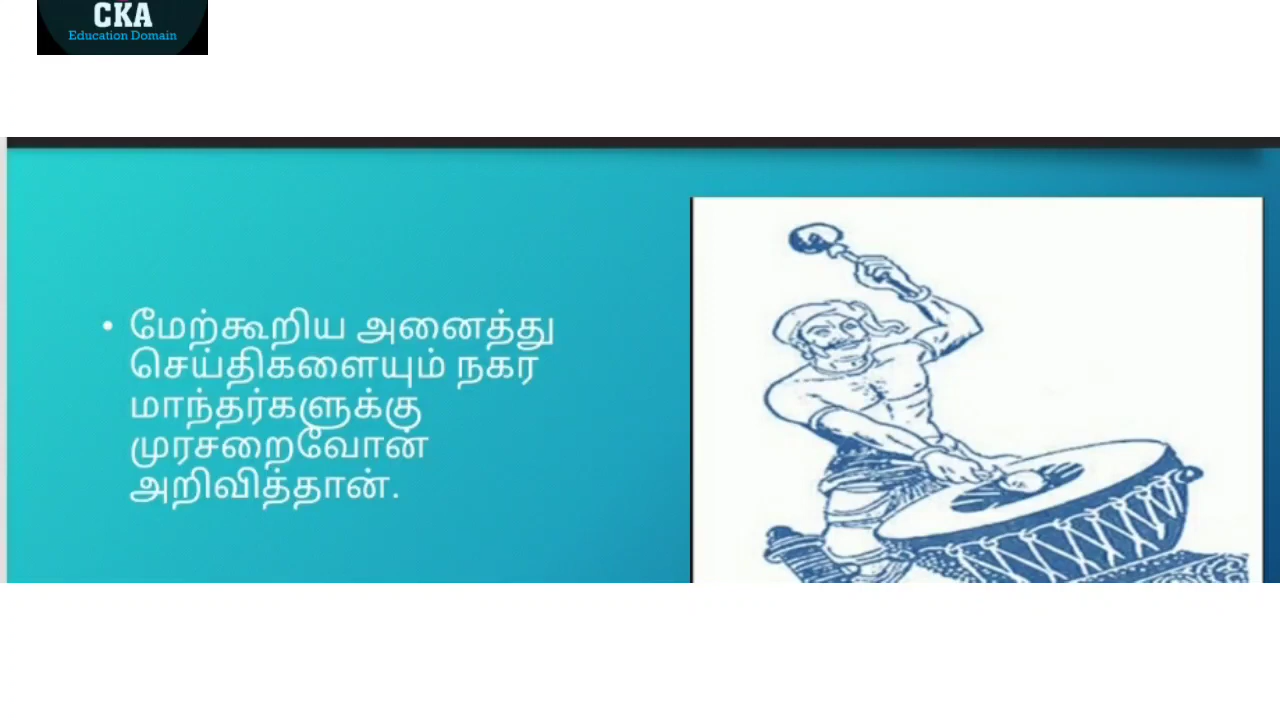 CKA
Education Domain
• மேற்கூறிய அனைத்து
செய்திகளையும் நகர
மாந்தர்களுக்கு
முரசறைவோன்
அறிவித்தான்.